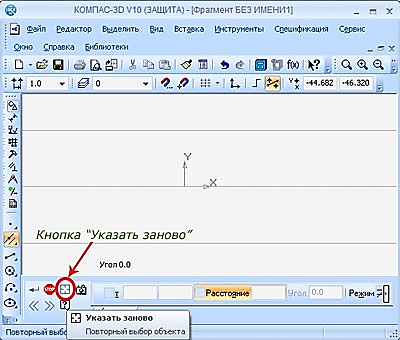 КОМПАС-3D V10 (ЗАЩИТА) - [Фрагмент БЕЗ ИМЕНИ1]
Файл Редактор Выделить Вид Вставка Инструменты Спецификация Сервис
Окно Справка Библиотеки
f(x)
1.0 0 -44.682 -46.320
Y
X
Кнопка "Указать заново"
Угол 0.0
STOP Расстояние Угол 0.0 Режим
Указать заново
Повторный выбор
Повторный выбор объекта